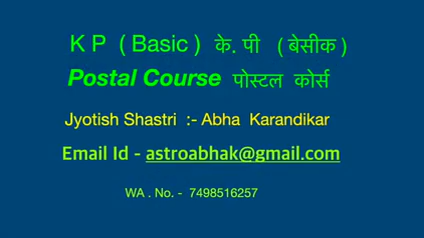 K P ( Basic ) के. पी ( बेसीक )
Postal Course पोस्टल कोर्स
Jyotish Shastri :- Abha Karandikar
Email Id - astroabhak@gmail.com
WA . No. - 7498516257